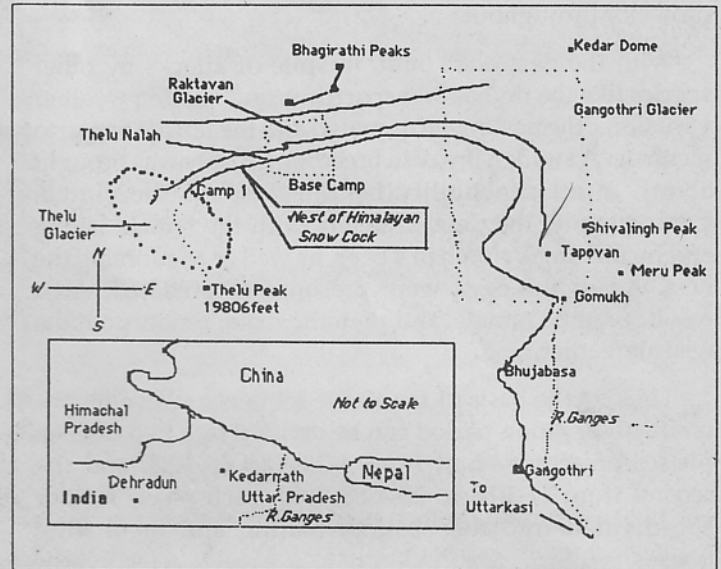 Kedar Dome
Bhagirathi Peaks
Raktavan
Glacier
Gangothri Glacier
Thelu Nalah
Camp 1
Base Camp
Nest of Himalayan
Snow Cock
Thelu
Glacier
Shivalingh Peak
Tapovan
Meru Peak
N
W
E
S
Thelu Peak
19806feet
Gomukh
Bhujabasa
R.Ganges
Gangothri
To
Uttarkasi
China
Not to Scale
Himachal
Pradesh
Nepal
Dehradun
Kedarnath
India
Uttar Pradesh
R.Ganges